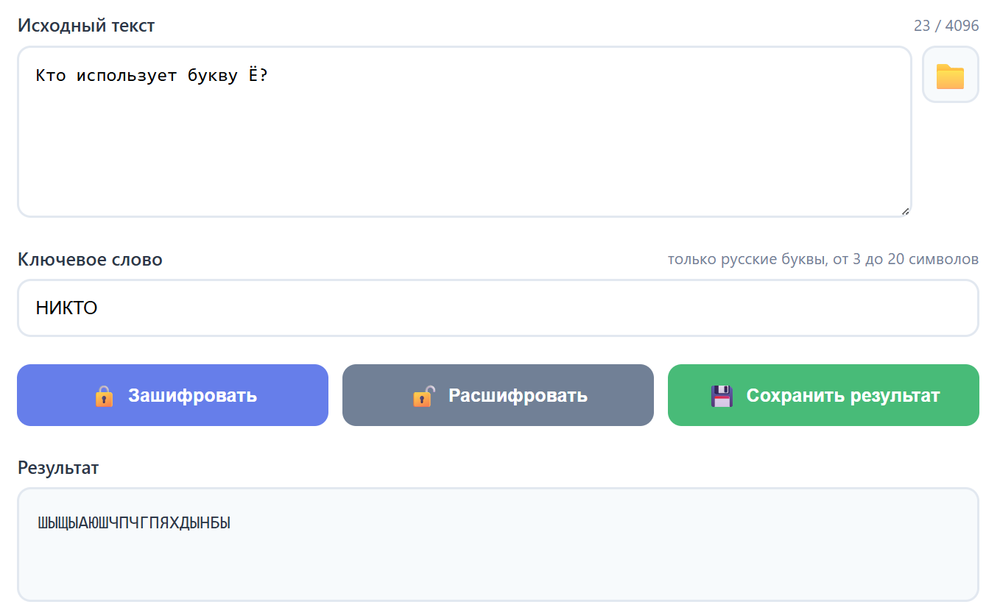 Исходный текст 23 / 4096
Кто использует букву Ё?
Ключевое слово только русские буквы, от 3 до 20 символов
НИКТО
Зашифровать Расшифровать Сохранить результат
Результат
ШЫЩЫАЮШЧПЧГПЯХДЫНБЫ